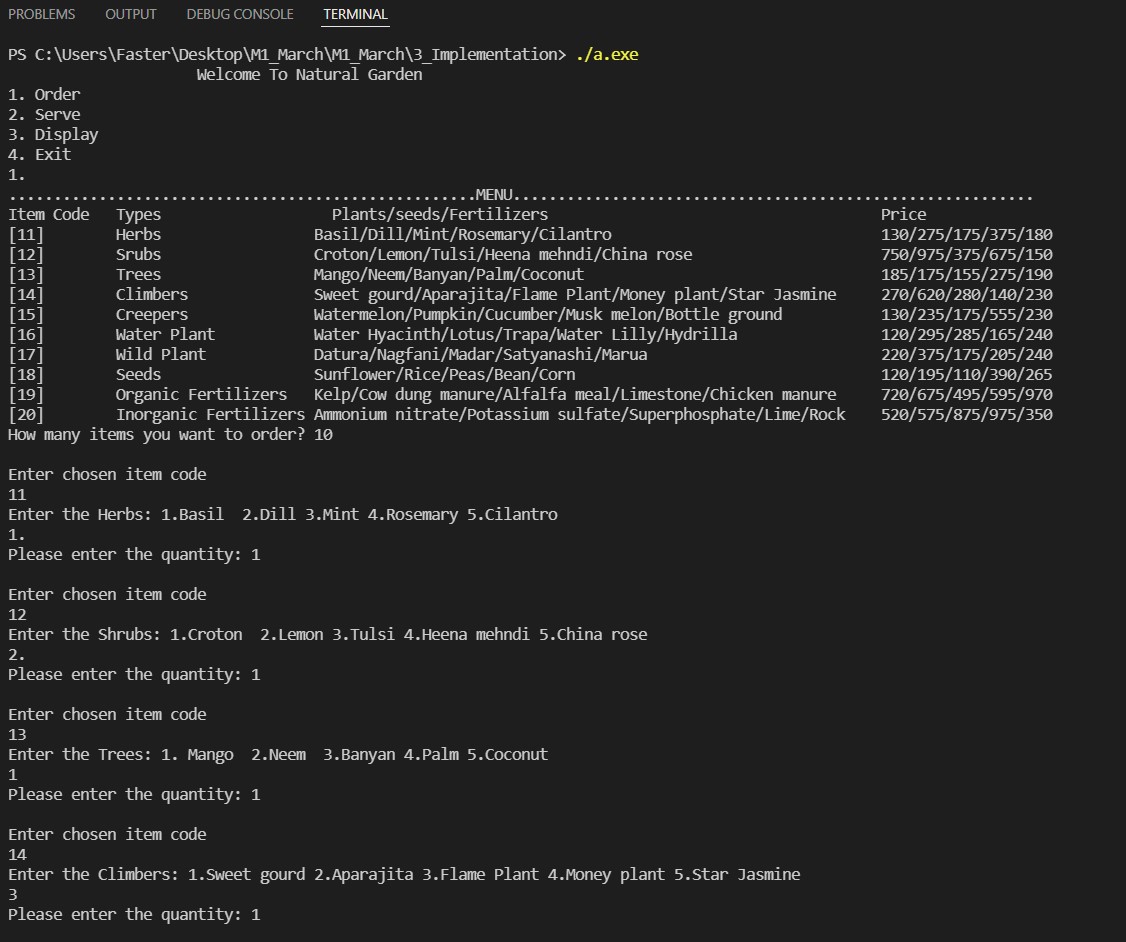 PROBLEMS OUTPUT DEBUG CONSOLE TERMINAL
PS C:\Users\Faster\Desktop\M1_March\M1_March\3_Implementation> ./a.exe
Welcome To Natural Garden
1. Order
2. Serve
3. Display
4. Exit
1.
....................................................MENU..........................................................
Item Code Types Plants/seeds/Fertilizers Price
[11] Herbs Basil/Dill/Mint/Rosemary/Cilantro 130/275/175/375/180
[12] Srubs Croton/Lemon/Tulsi/Heena mehndi/China rose 750/975/375/675/150
[13] Trees Mango/Neem/Banyan/Palm/Coconut 185/175/155/275/190
[14] Climbers Sweet gourd/Aparajita/Flame Plant/Money plant/Star Jasmine 270/620/280/140/230
[15] Creepers Watermelon/Pumpkin/Cucumber/Musk melon/Bottle ground 130/235/175/555/230
[16] Water Plant Water Hyacinth/Lotus/Trapa/Water Lilly/Hydrilla 120/295/285/165/240
[17] Wild Plant Datura/Nagfani/Madar/Satyanashi/Marua 220/375/175/205/240
[18] Seeds Sunflower/Rice/Peas/Bean/Corn 120/195/110/390/265
[19] Organic Fertilizers Kelp/Cow dung manure/Alfalfa meal/Limestone/Chicken manure 720/675/495/595/970
[20] Inorganic Fertilizers Ammonium nitrate/Potassium sulfate/Superphosphate/Lime/Rock 520/575/875/975/350
How many items you want to order? 10
Enter chosen item code
11
Enter the Herbs: 1.Basil 2.Dill 3.Mint 4.Rosemary 5.Cilantro
1.
Please enter the quantity: 1
Enter chosen item code
12
Enter the Shrubs: 1.Croton 2.Lemon 3.Tulsi 4.Heena mehndi 5.China rose
2.
Please enter the quantity: 1
Enter chosen item code
13
Enter the Trees: 1. Mango 2.Neem 3.Banyan 4.Palm 5.Coconut
1
Please enter the quantity: 1
Enter chosen item code
14
Enter the Climbers: 1.Sweet gourd 2.Aparajita 3.Flame Plant 4.Money plant 5.Star Jasmine
3
Please enter the quantity: 1